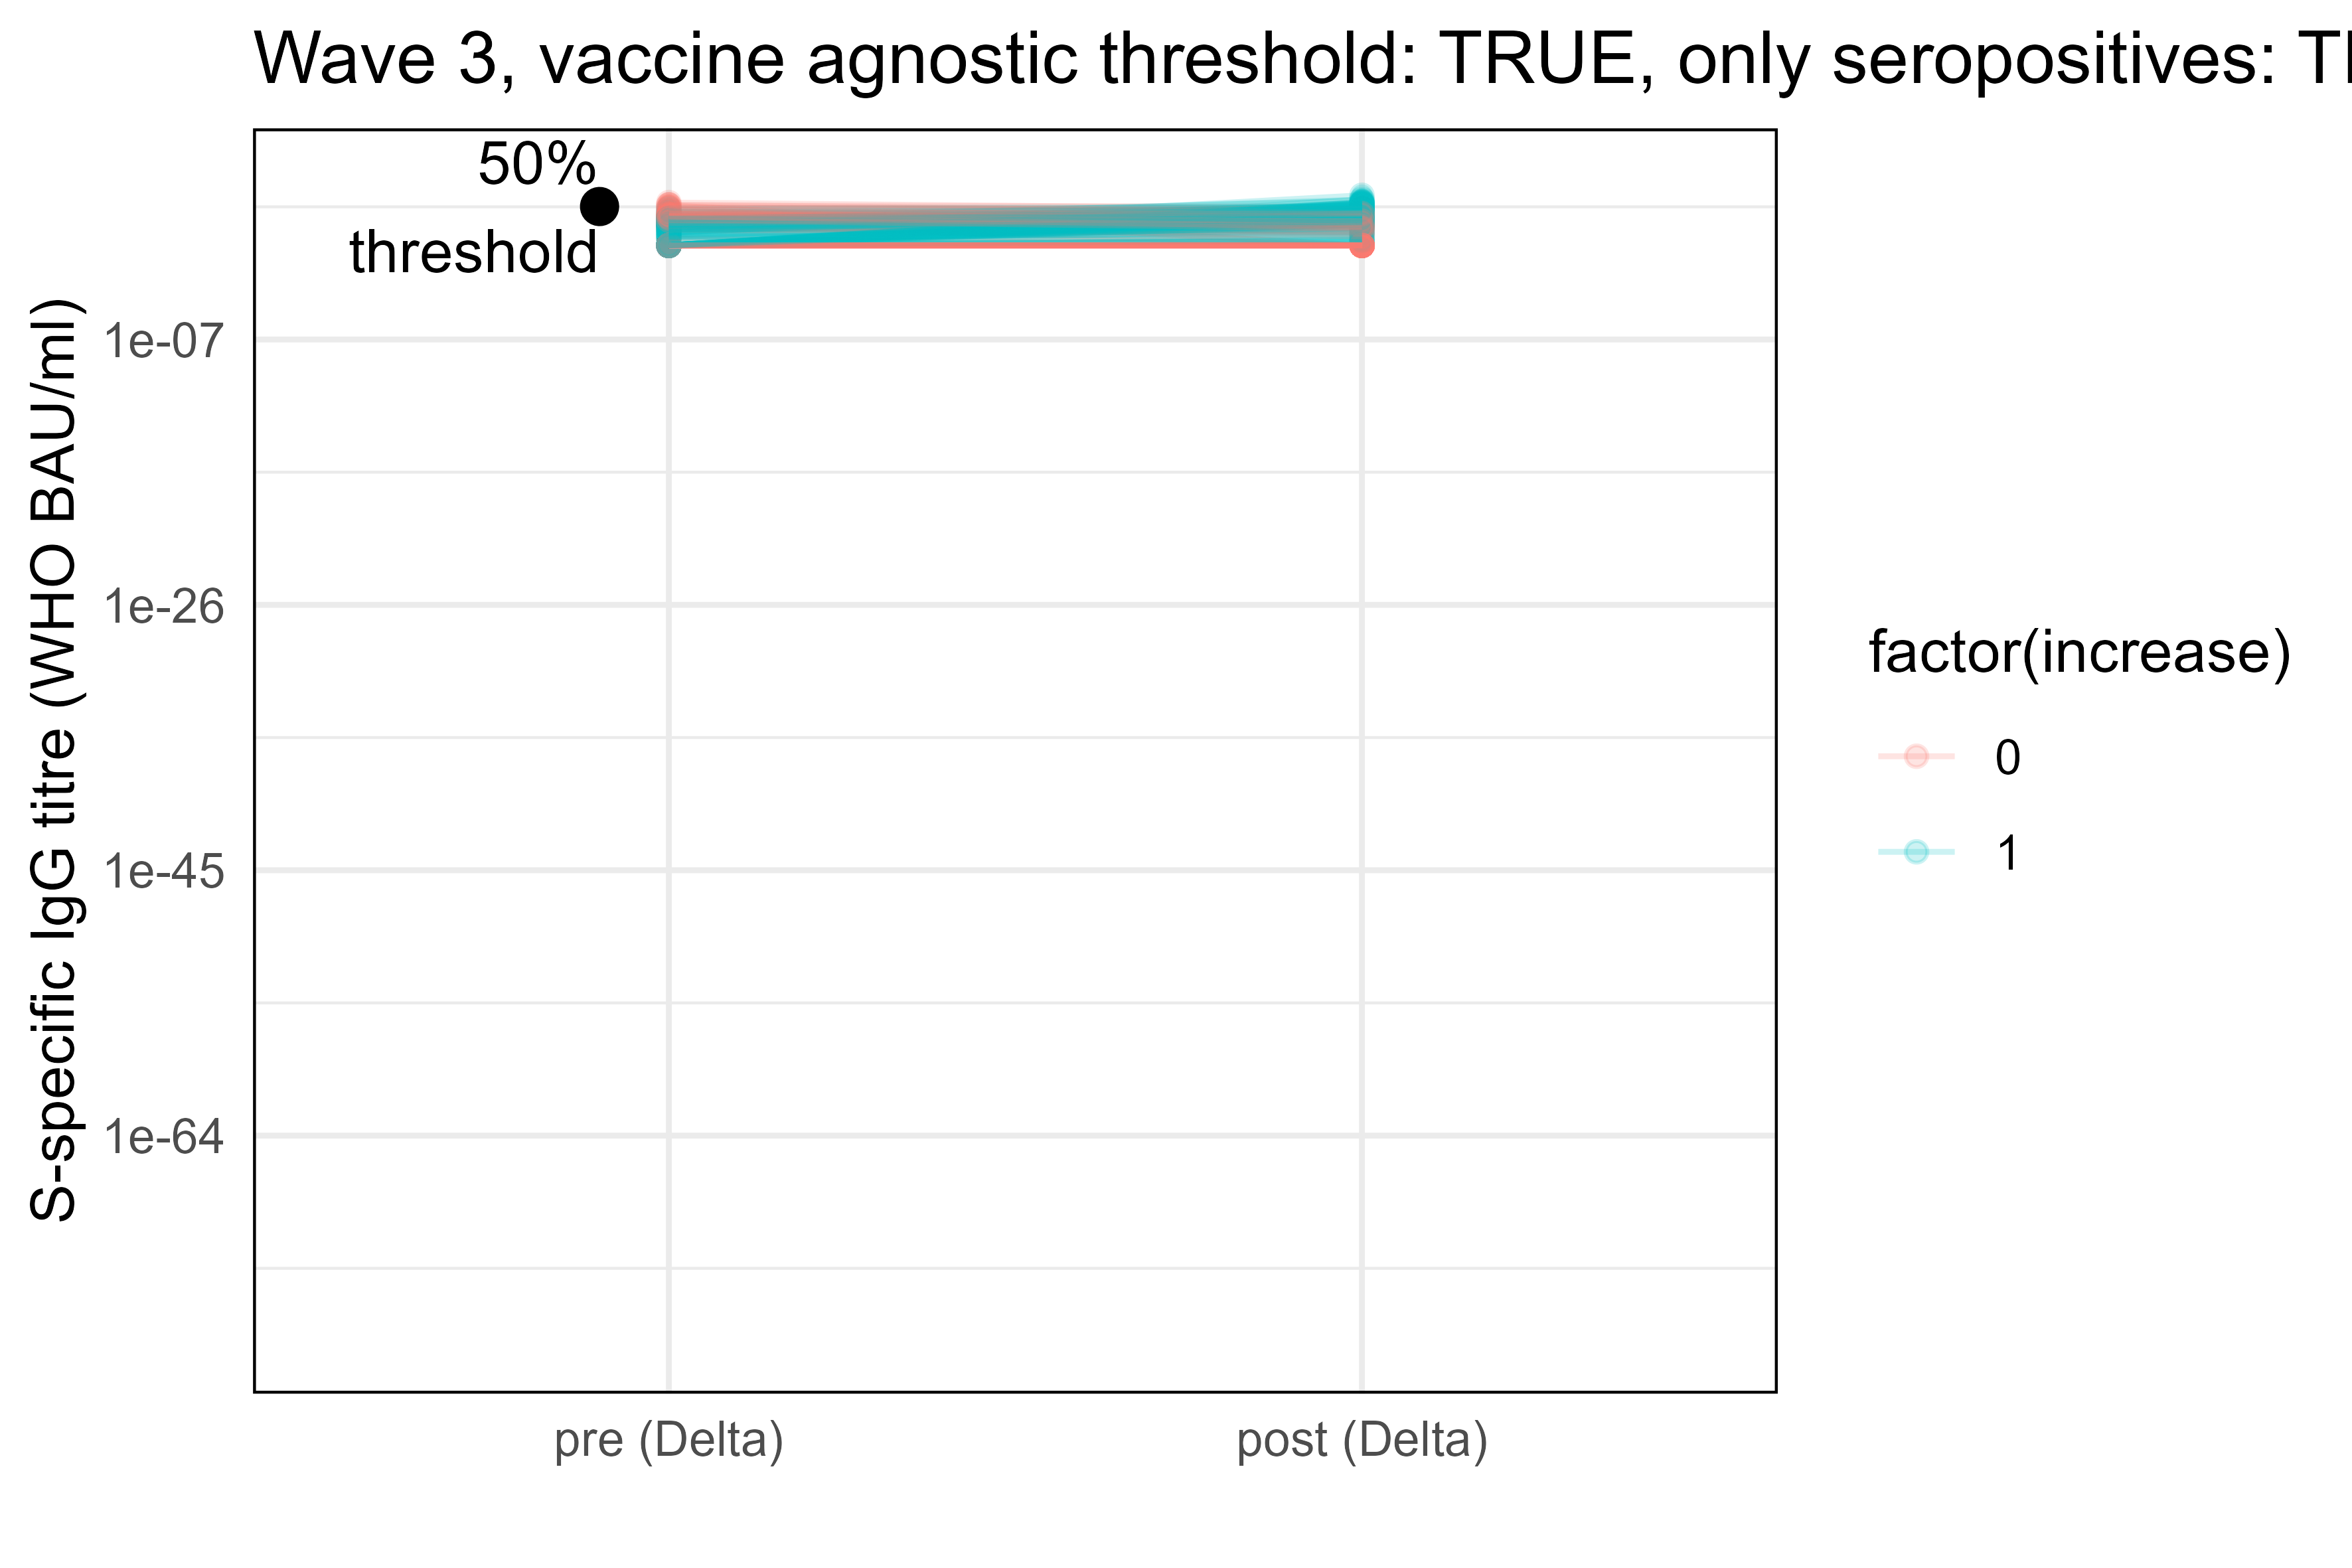 Wave 3, vaccine agnostic threshold: TRUE, only seropositives:
50%
threshold
S-specific IgG titre (WHO BAU/ml)
1e-07
1e-26
1e-45
1e-64
pre (Delta)
post (Delta)
factor(increase)
0
1